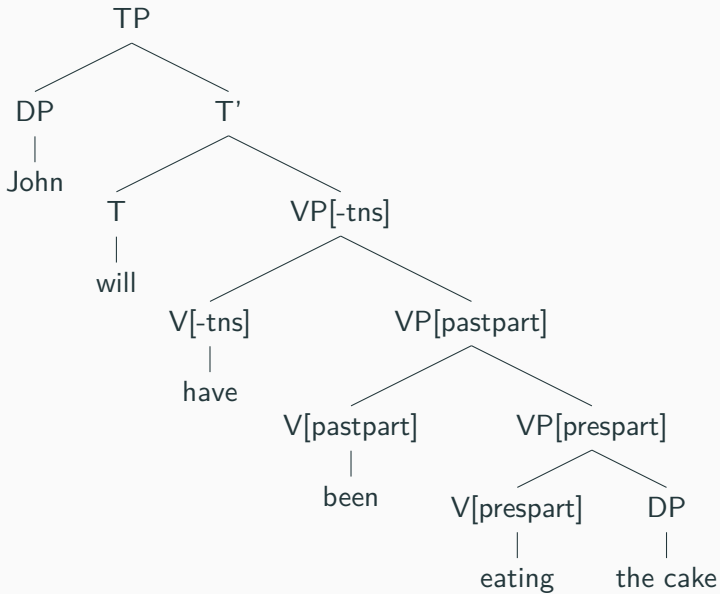 TP
DP T'
John
T VP[-tns]
will
V[-tns] VP[pastpart]
have
V[pastpart] VP[prespart]
been
V[prespart] DP
eating the cake